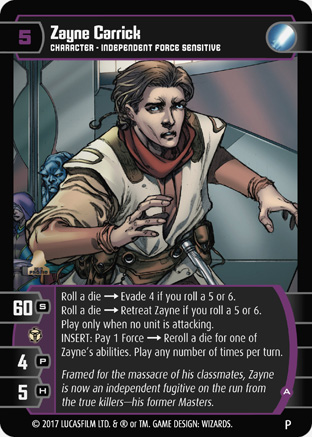 5
Zayne Carrick
CHARACTER - INDEPENDENT FORCE SENSITIVE
60 S
4 P
5 H
Roll a die → Evade 4 if you roll a 5 or 6.
Roll a die → Retreat Zayne if you roll a 5 or 6.
Play only when no unit is attacking.
INSERT: Pay 1 Force → Reroll a die for one
of Zayne's abilities. Play any number of times per turn.
Framed for the massacre of his classmates, Zayne
is now an independent fugitive on the run from
the true killers—his former Masters.
A
© 2017 LUCASFILM LTD. & ® or TM. GAME DESIGN: WIZARDS.
P